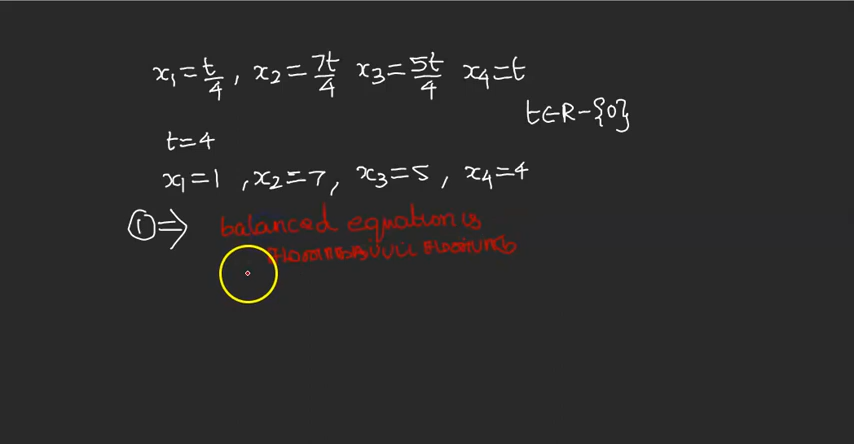 x₁ = t/4 , x₂ = 7t/4 x₃ = 5t/4 x₄ = t
t ∈ R - {0}
t = 4
x₁ = 1 , x₂ = 7 , x₃ = 5 , x₄ = 4
① ⇒ balanced equation is
சமன்பாடு